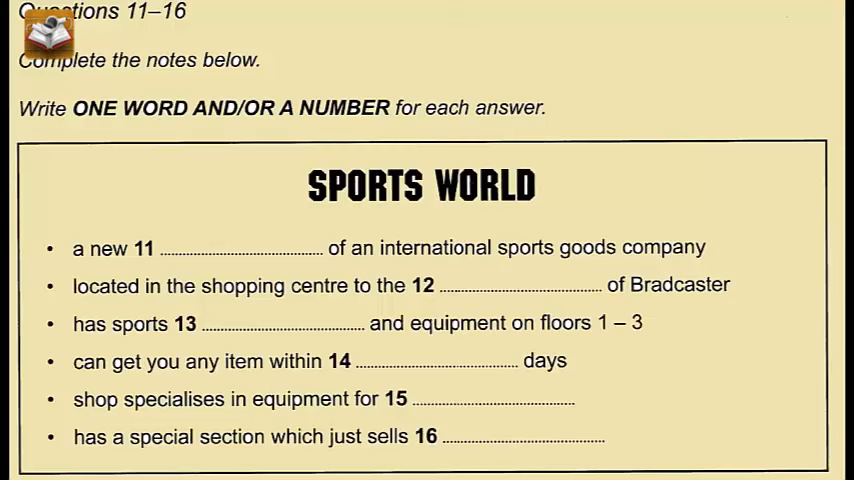 Questions 11–16
Complete the notes below.
Write ONE WORD AND/OR A NUMBER for each answer.
SPORTS WORLD
• a new 11 .................................... of an international sports goods company
• located in the shopping centre to the 12 .................................... of Bradcaster
• has sports 13 .................................... and equipment on floors 1 – 3
• can get you any item within 14 .................................... days
• shop specialises in equipment for 15 ....................................
• has a special section which just sells 16 ....................................